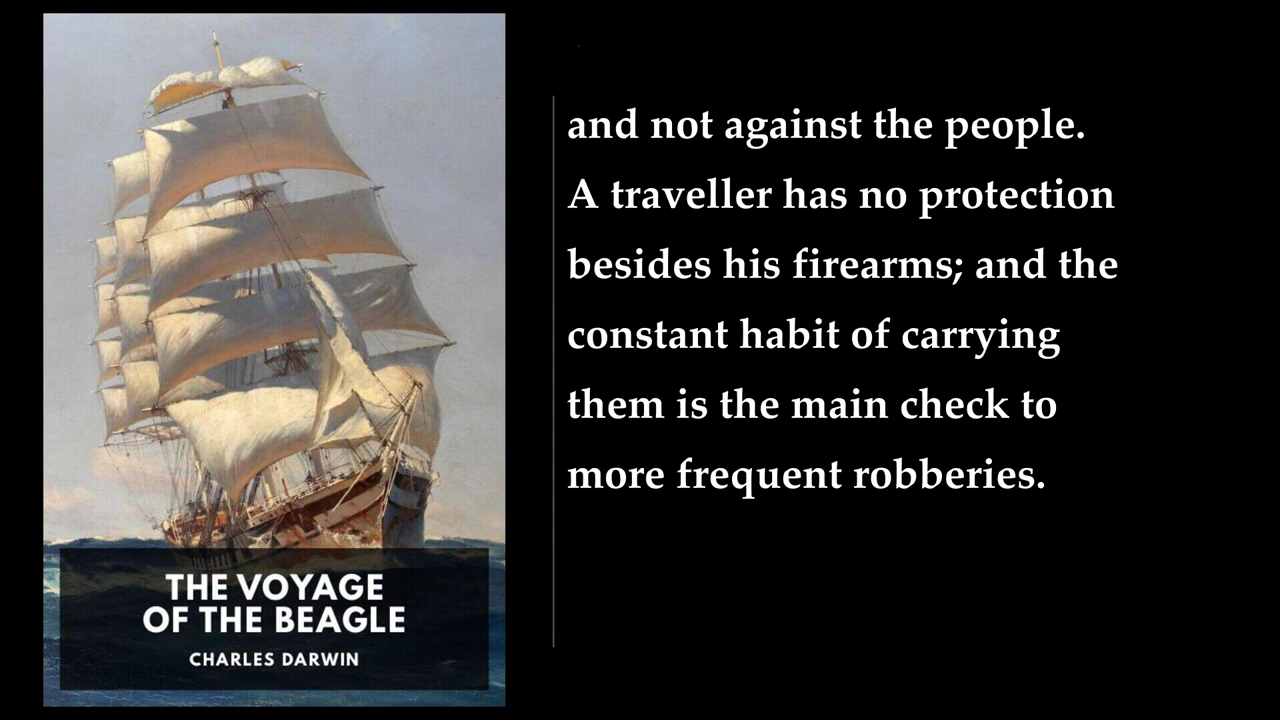 and not against the people.
A traveller has no protection
besides his firearms; and the
constant habit of carrying
them is the main check to
more frequent robberies.
THE VOYAGE
OF THE BEAGLE
CHARLES DARWIN